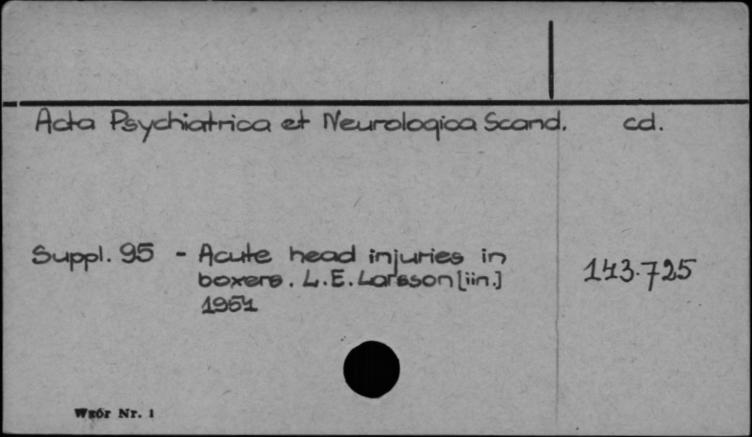 Acta Psychiatrica et Neurologica Scand. cd.
Suppl. 95 - Acute head injuries in
boxers. L.E. Larsson [iin.] 143.725
1954
Wzór Nr. 1